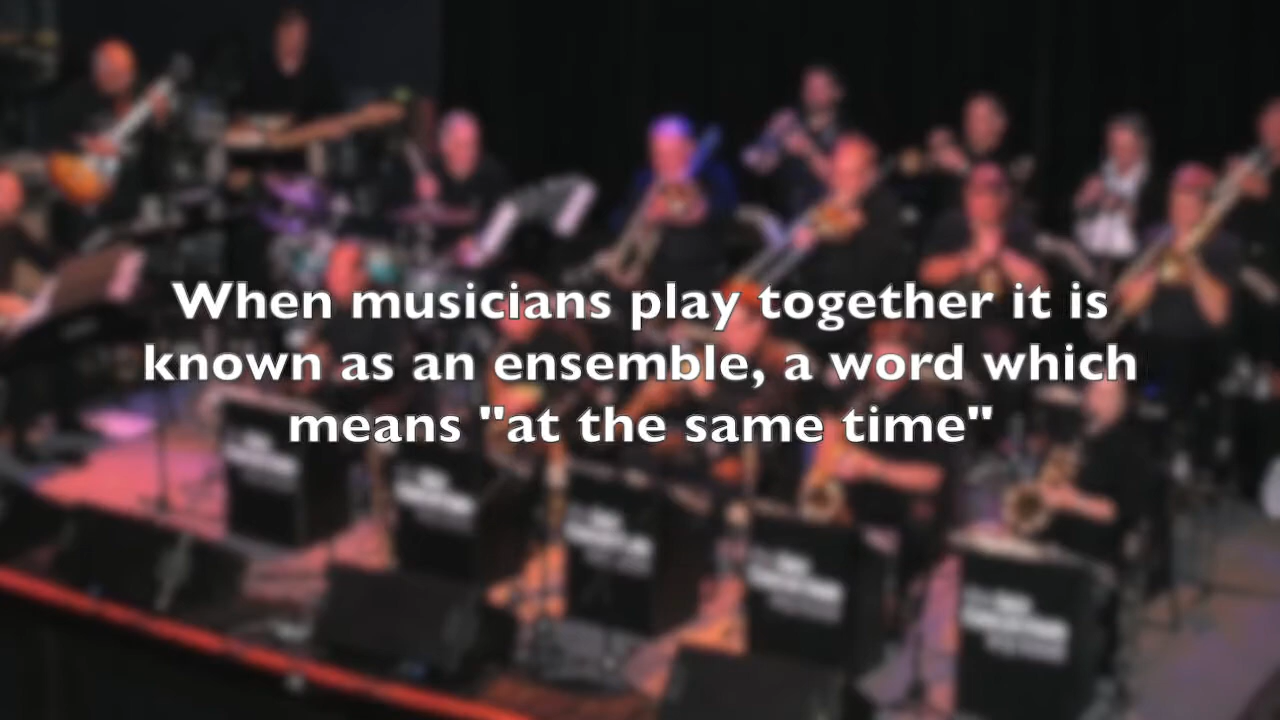 When musicians play together it is
known as an ensemble, a word which
means "at the same time"